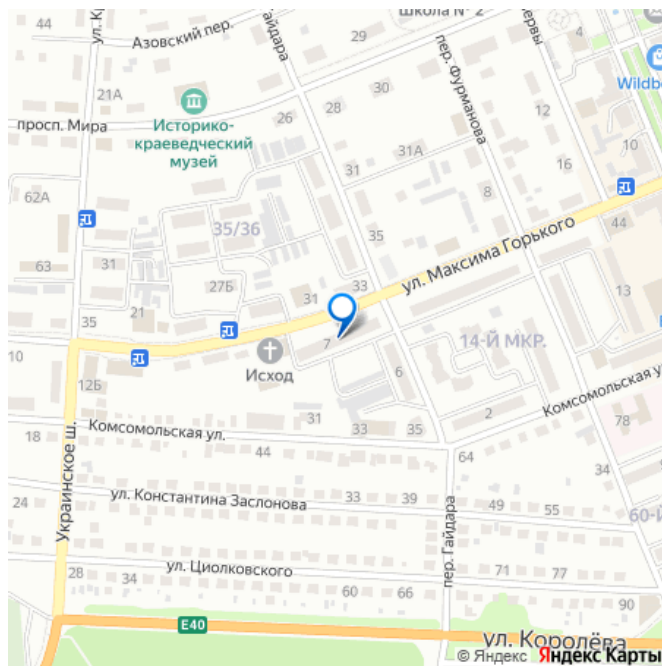 Школа № 2
44
Азовский пер.
29
ул. К
Гайдара
пер. Фурманова
4
Wildbe
21А
28
30
12
10
просп. Мира
Историко-
краеведческий
музей
26
31
31А
16
62А
8
44
35/36
35
ул. Максима Горького
63
31
27Б
33
13
21
31
35
7
14-Й МКР.
10
Исход
6
12Б
Комсомольская у
31
2
78
18
Комсомольская ул.
33
35
44
64
34
Украинское ш.
24
ул. Константина Заслонова
33
39
49
55
60-Й
пер. Гайдара
ул. Циолковского
71
77
28
34
60
66
90
E40
ул. Королёва
© Яндекс Яндекс Карты